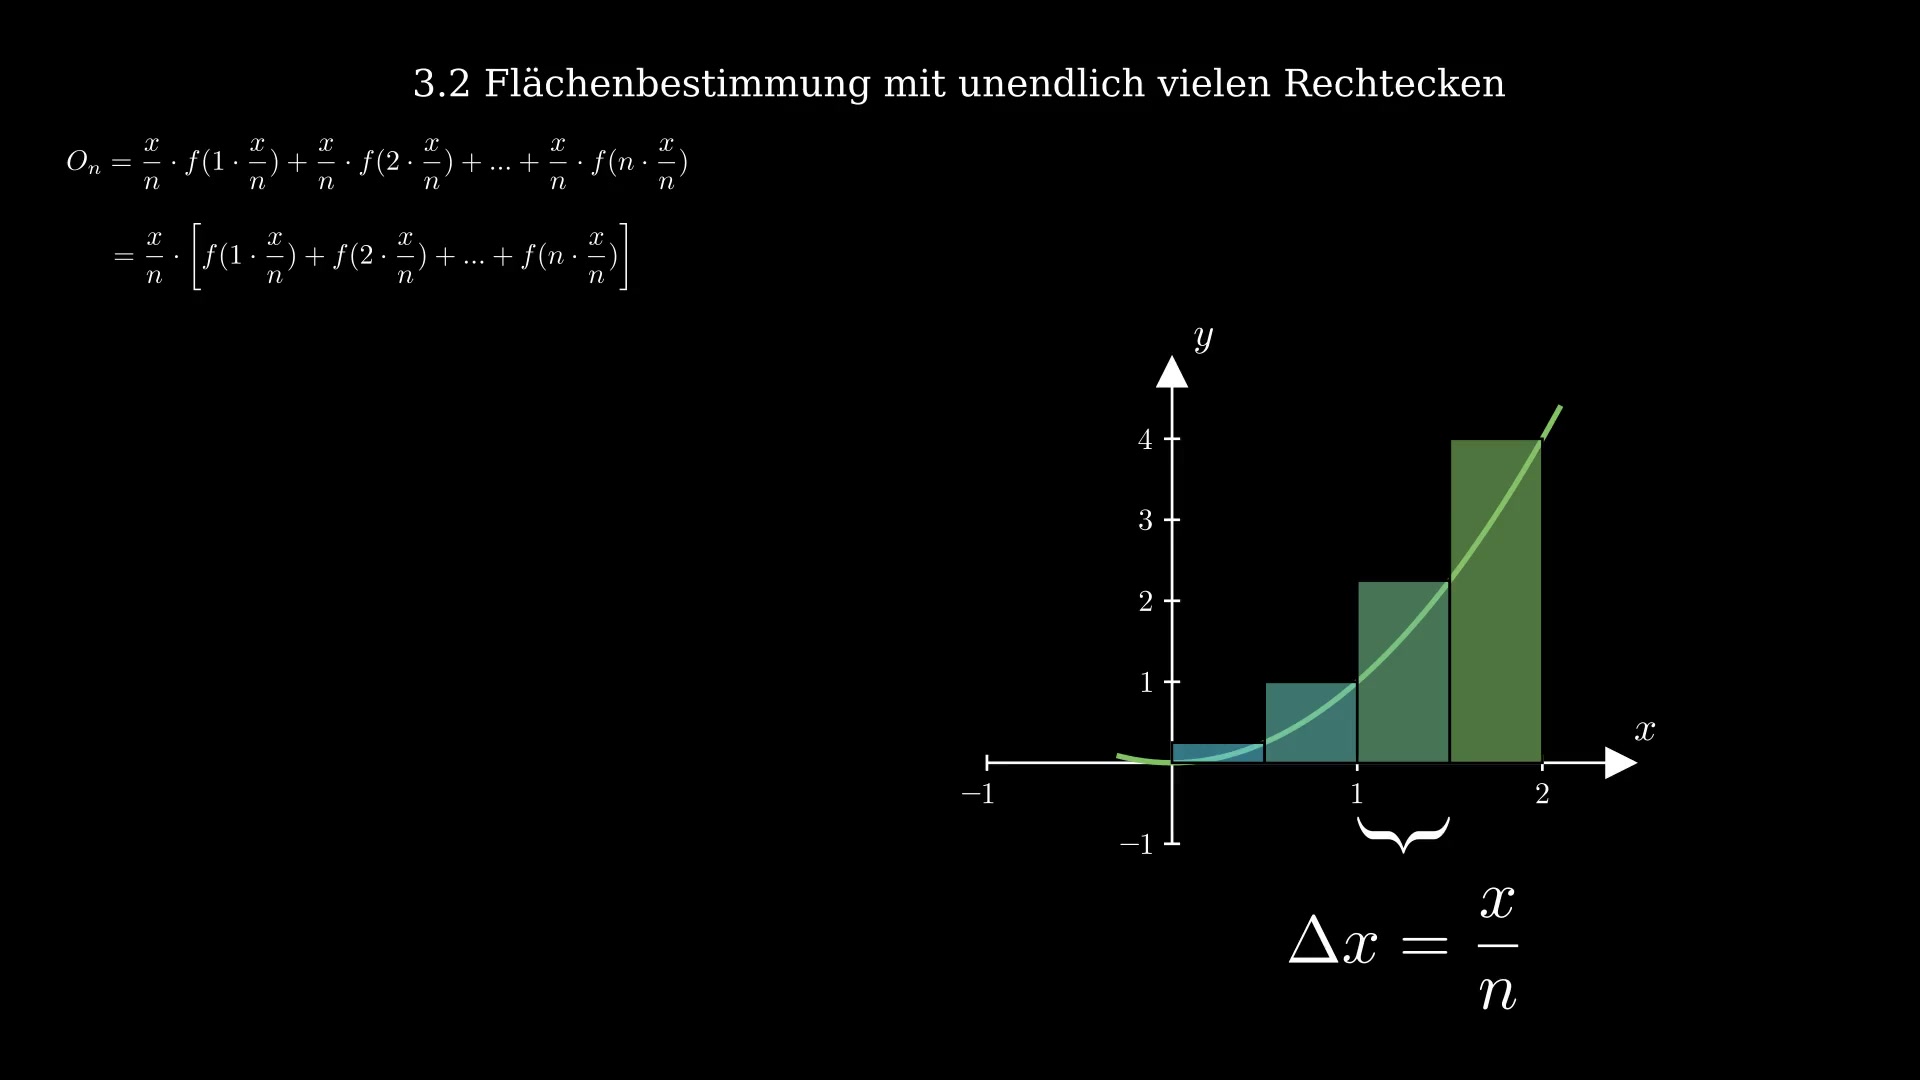 3.2 Flächenbestimmung mit unendlich vielen Rechtecken
O_n = \frac{x}{n} \cdot f(1 \cdot \frac{x}{n}) + \frac{x}{n} \cdot f(2 \cdot \frac{x}{n}) + ... + \frac{x}{n} \cdot f(n \cdot \frac{x}{n})
= \frac{x}{n} \cdot \left[ f(1 \cdot \frac{x}{n}) + f(2 \cdot \frac{x}{n}) + ... + f(n \cdot \frac{x}{n}) \right]
y
4
3
2
1
x
−1 1 2
−1
\Delta x = \frac{x}{n}